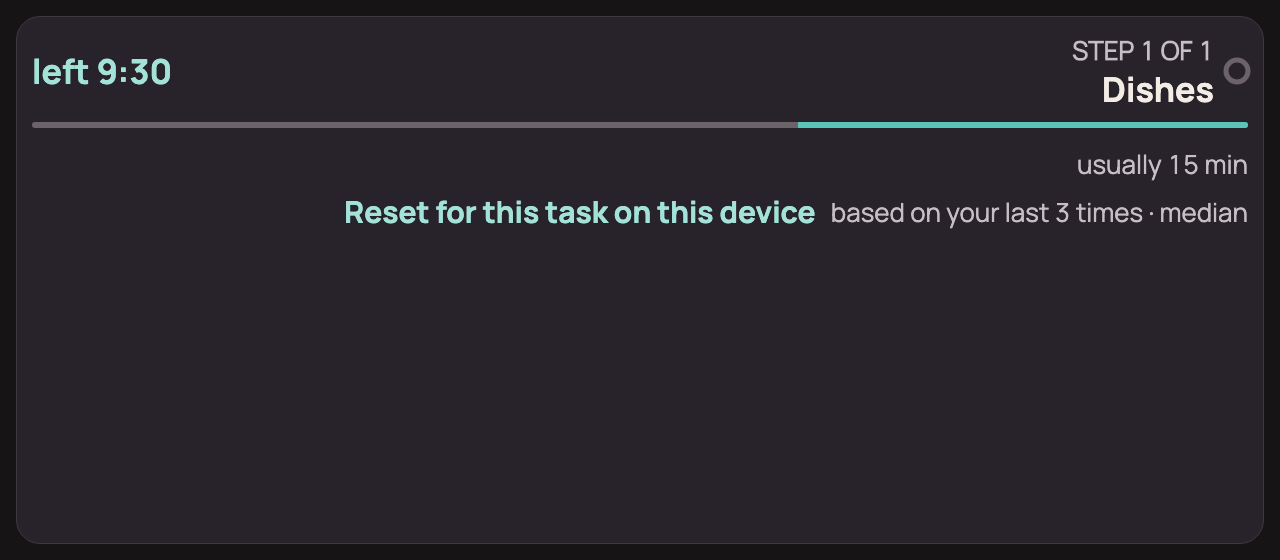 left 9:30
STEP 1 OF 1
Dishes
usually 15 min
Reset for this task on this device based on your last 3 times · median